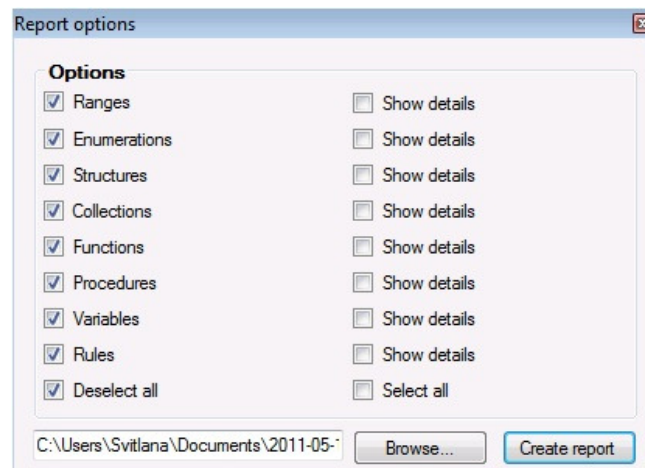 Report options
Options
Ranges Show details
Enumerations Show details
Structures Show details
Collections Show details
Functions Show details
Procedures Show details
Variables Show details
Rules Show details
Deselect all Select all
C:\Users\Svitlana\Documents\2011-05- Browse... Create report